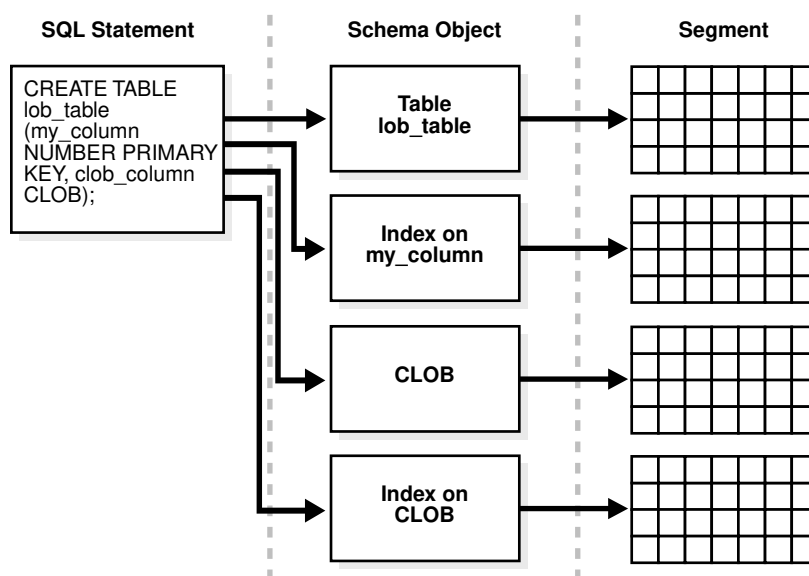 SQL Statement
Schema Object
Segment
CREATE TABLE
lob_table
(my_column
NUMBER PRIMARY
KEY, clob_column
CLOB);
Table
lob_table
Index on
my_column
CLOB
Index on
CLOB